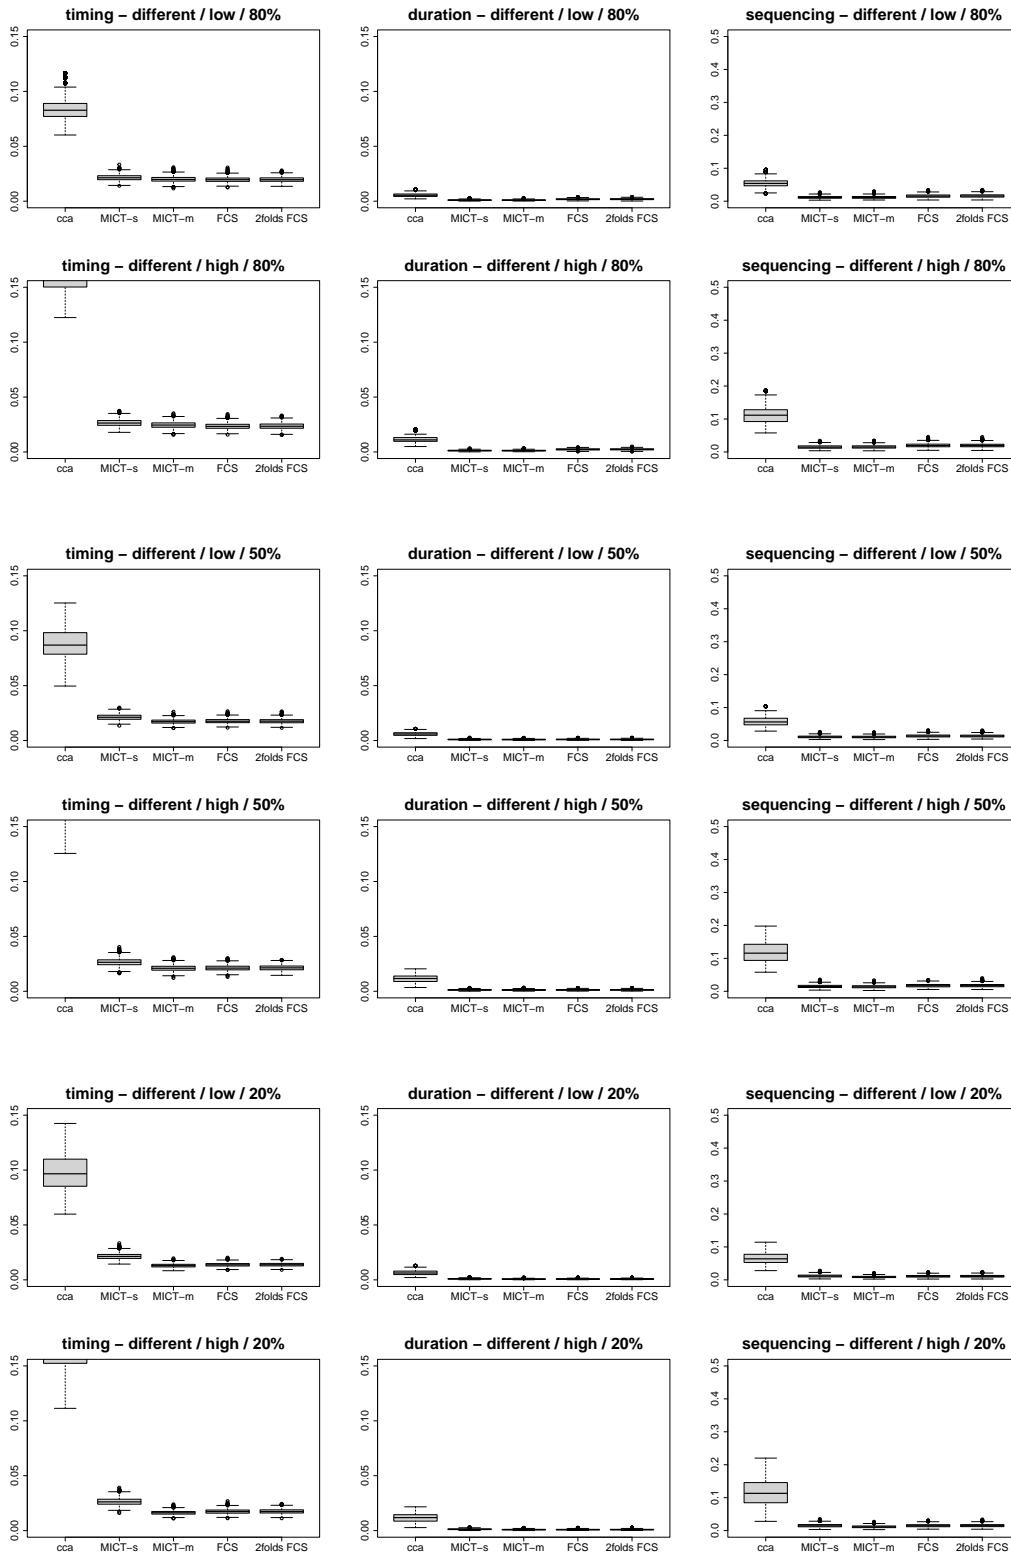 timing − different / low / 80%
duration − different / low / 80%
sequencing − different / low / 80%
0.15
0.10
0.05
0.00
cca MICT−s MICT−m FCS 2folds FCS
0.15
0.10
0.05
0.00
cca MICT−s MICT−m FCS 2folds FCS
0.5
0.4
0.3
0.2
0.1
0.0
cca MICT−s MICT−m FCS 2folds FCS
timing − different / high / 80%
duration − different / high / 80%
sequencing − different / high / 80%
0.15
0.10
0.05
0.00
cca MICT−s MICT−m FCS 2folds FCS
0.15
0.10
0.05
0.00
cca MICT−s MICT−m FCS 2folds FCS
0.5
0.4
0.3
0.2
0.1
0.0
cca MICT−s MICT−m FCS 2folds FCS
timing − different / low / 50%
duration − different / low / 50%
sequencing − different / low / 50%
0.15
0.10
0.05
0.00
cca MICT−s MICT−m FCS 2folds FCS
0.15
0.10
0.05
0.00
cca MICT−s MICT−m FCS 2folds FCS
0.5
0.4
0.3
0.2
0.1
0.0
cca MICT−s MICT−m FCS 2folds FCS
timing − different / high / 50%
duration − different / high / 50%
sequencing − different / high / 50%
0.15
0.10
0.05
0.00
cca MICT−s MICT−m FCS 2folds FCS
0.15
0.10
0.05
0.00
cca MICT−s MICT−m FCS 2folds FCS
0.5
0.4
0.3
0.2
0.1
0.0
cca MICT−s MICT−m FCS 2folds FCS
timing − different / low / 20%
duration − different / low / 20%
sequencing − different / low / 20%
0.15
0.10
0.05
0.00
cca MICT−s MICT−m FCS 2folds FCS
0.15
0.10
0.05
0.00
cca MICT−s MICT−m FCS 2folds FCS
0.5
0.4
0.3
0.2
0.1
0.0
cca MICT−s MICT−m FCS 2folds FCS
timing − different / high / 20%
duration − different / high / 20%
sequencing − different / high / 20%
0.15
0.10
0.05
0.00
cca MICT−s MICT−m FCS 2folds FCS
0.15
0.10
0.05
0.00
cca MICT−s MICT−m FCS 2folds FCS
0.5
0.4
0.3
0.2
0.1
0.0
cca MICT−s MICT−m FCS 2folds FCS